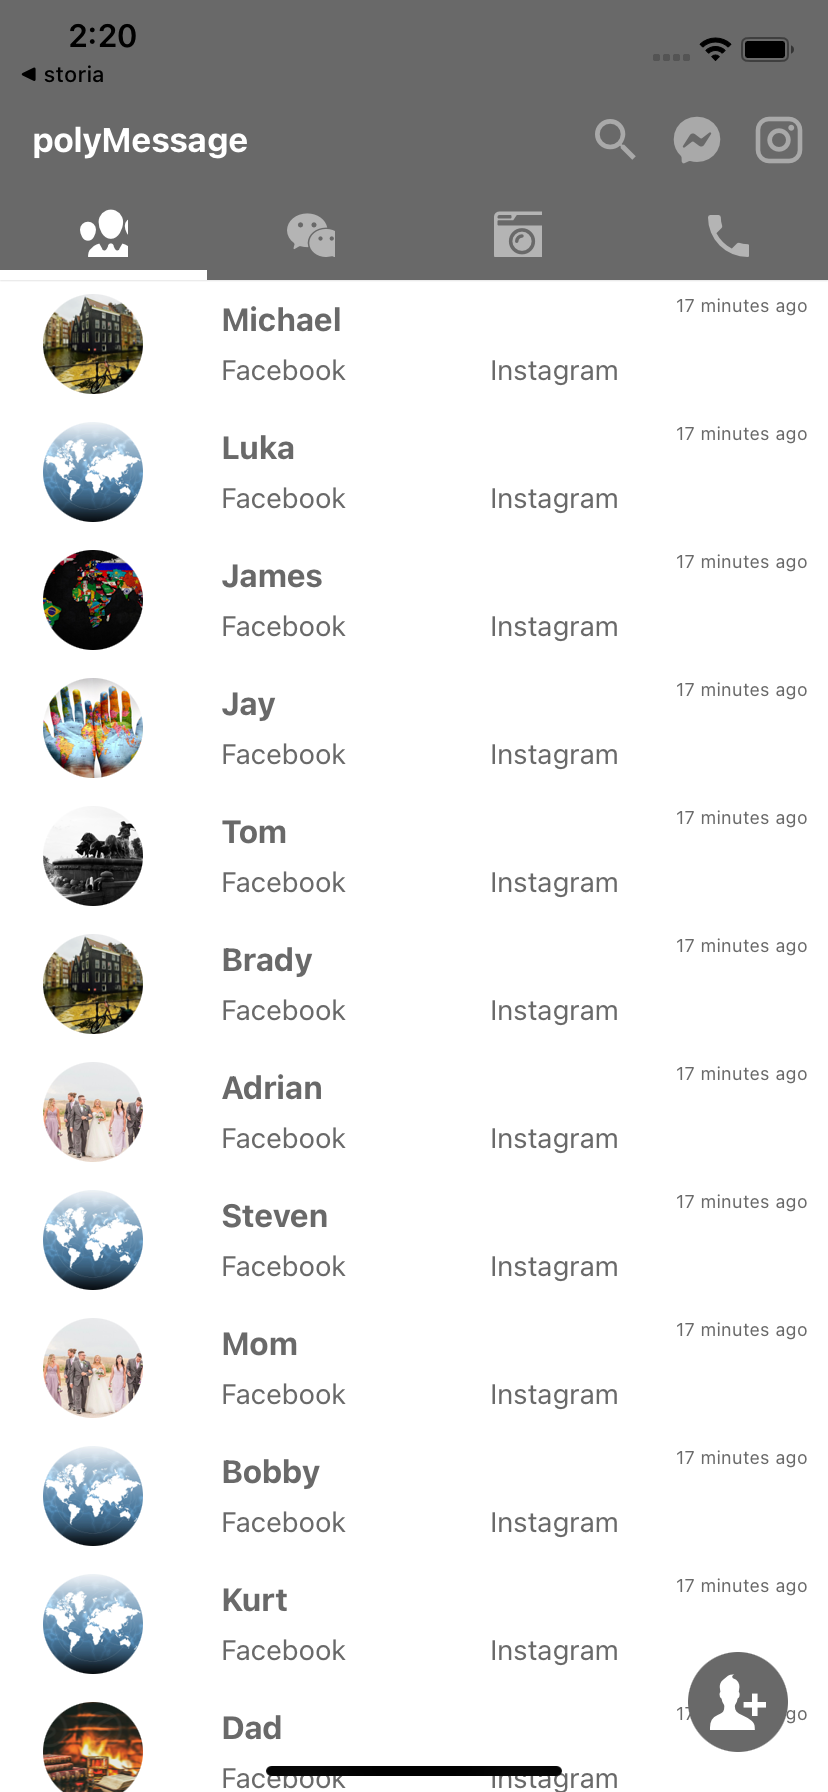 2:20
◀ storia
polyMessage
Michael
17 minutes ago
Facebook Instagram
Luka
17 minutes ago
Facebook Instagram
James
17 minutes ago
Facebook Instagram
Jay
17 minutes ago
Facebook Instagram
Tom
17 minutes ago
Facebook Instagram
Brady
17 minutes ago
Facebook Instagram
Adrian
17 minutes ago
Facebook Instagram
Steven
17 minutes ago
Facebook Instagram
Mom
17 minutes ago
Facebook Instagram
Bobby
17 minutes ago
Facebook Instagram
Kurt
17 minutes ago
Facebook Instagram
Dad
17 go
Facebook Instagram